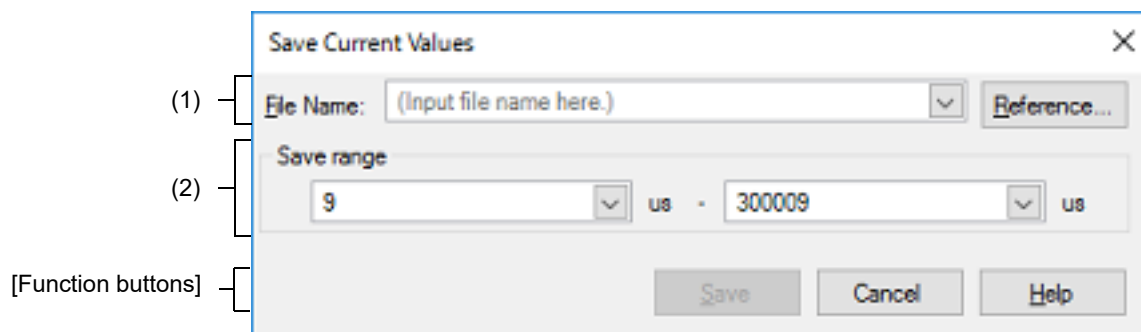 Save Current Values
(1) File Name: (Input file name here.) Reference...
Save range
(2) 9 us - 300009 us
[Function buttons] Save Cancel Help